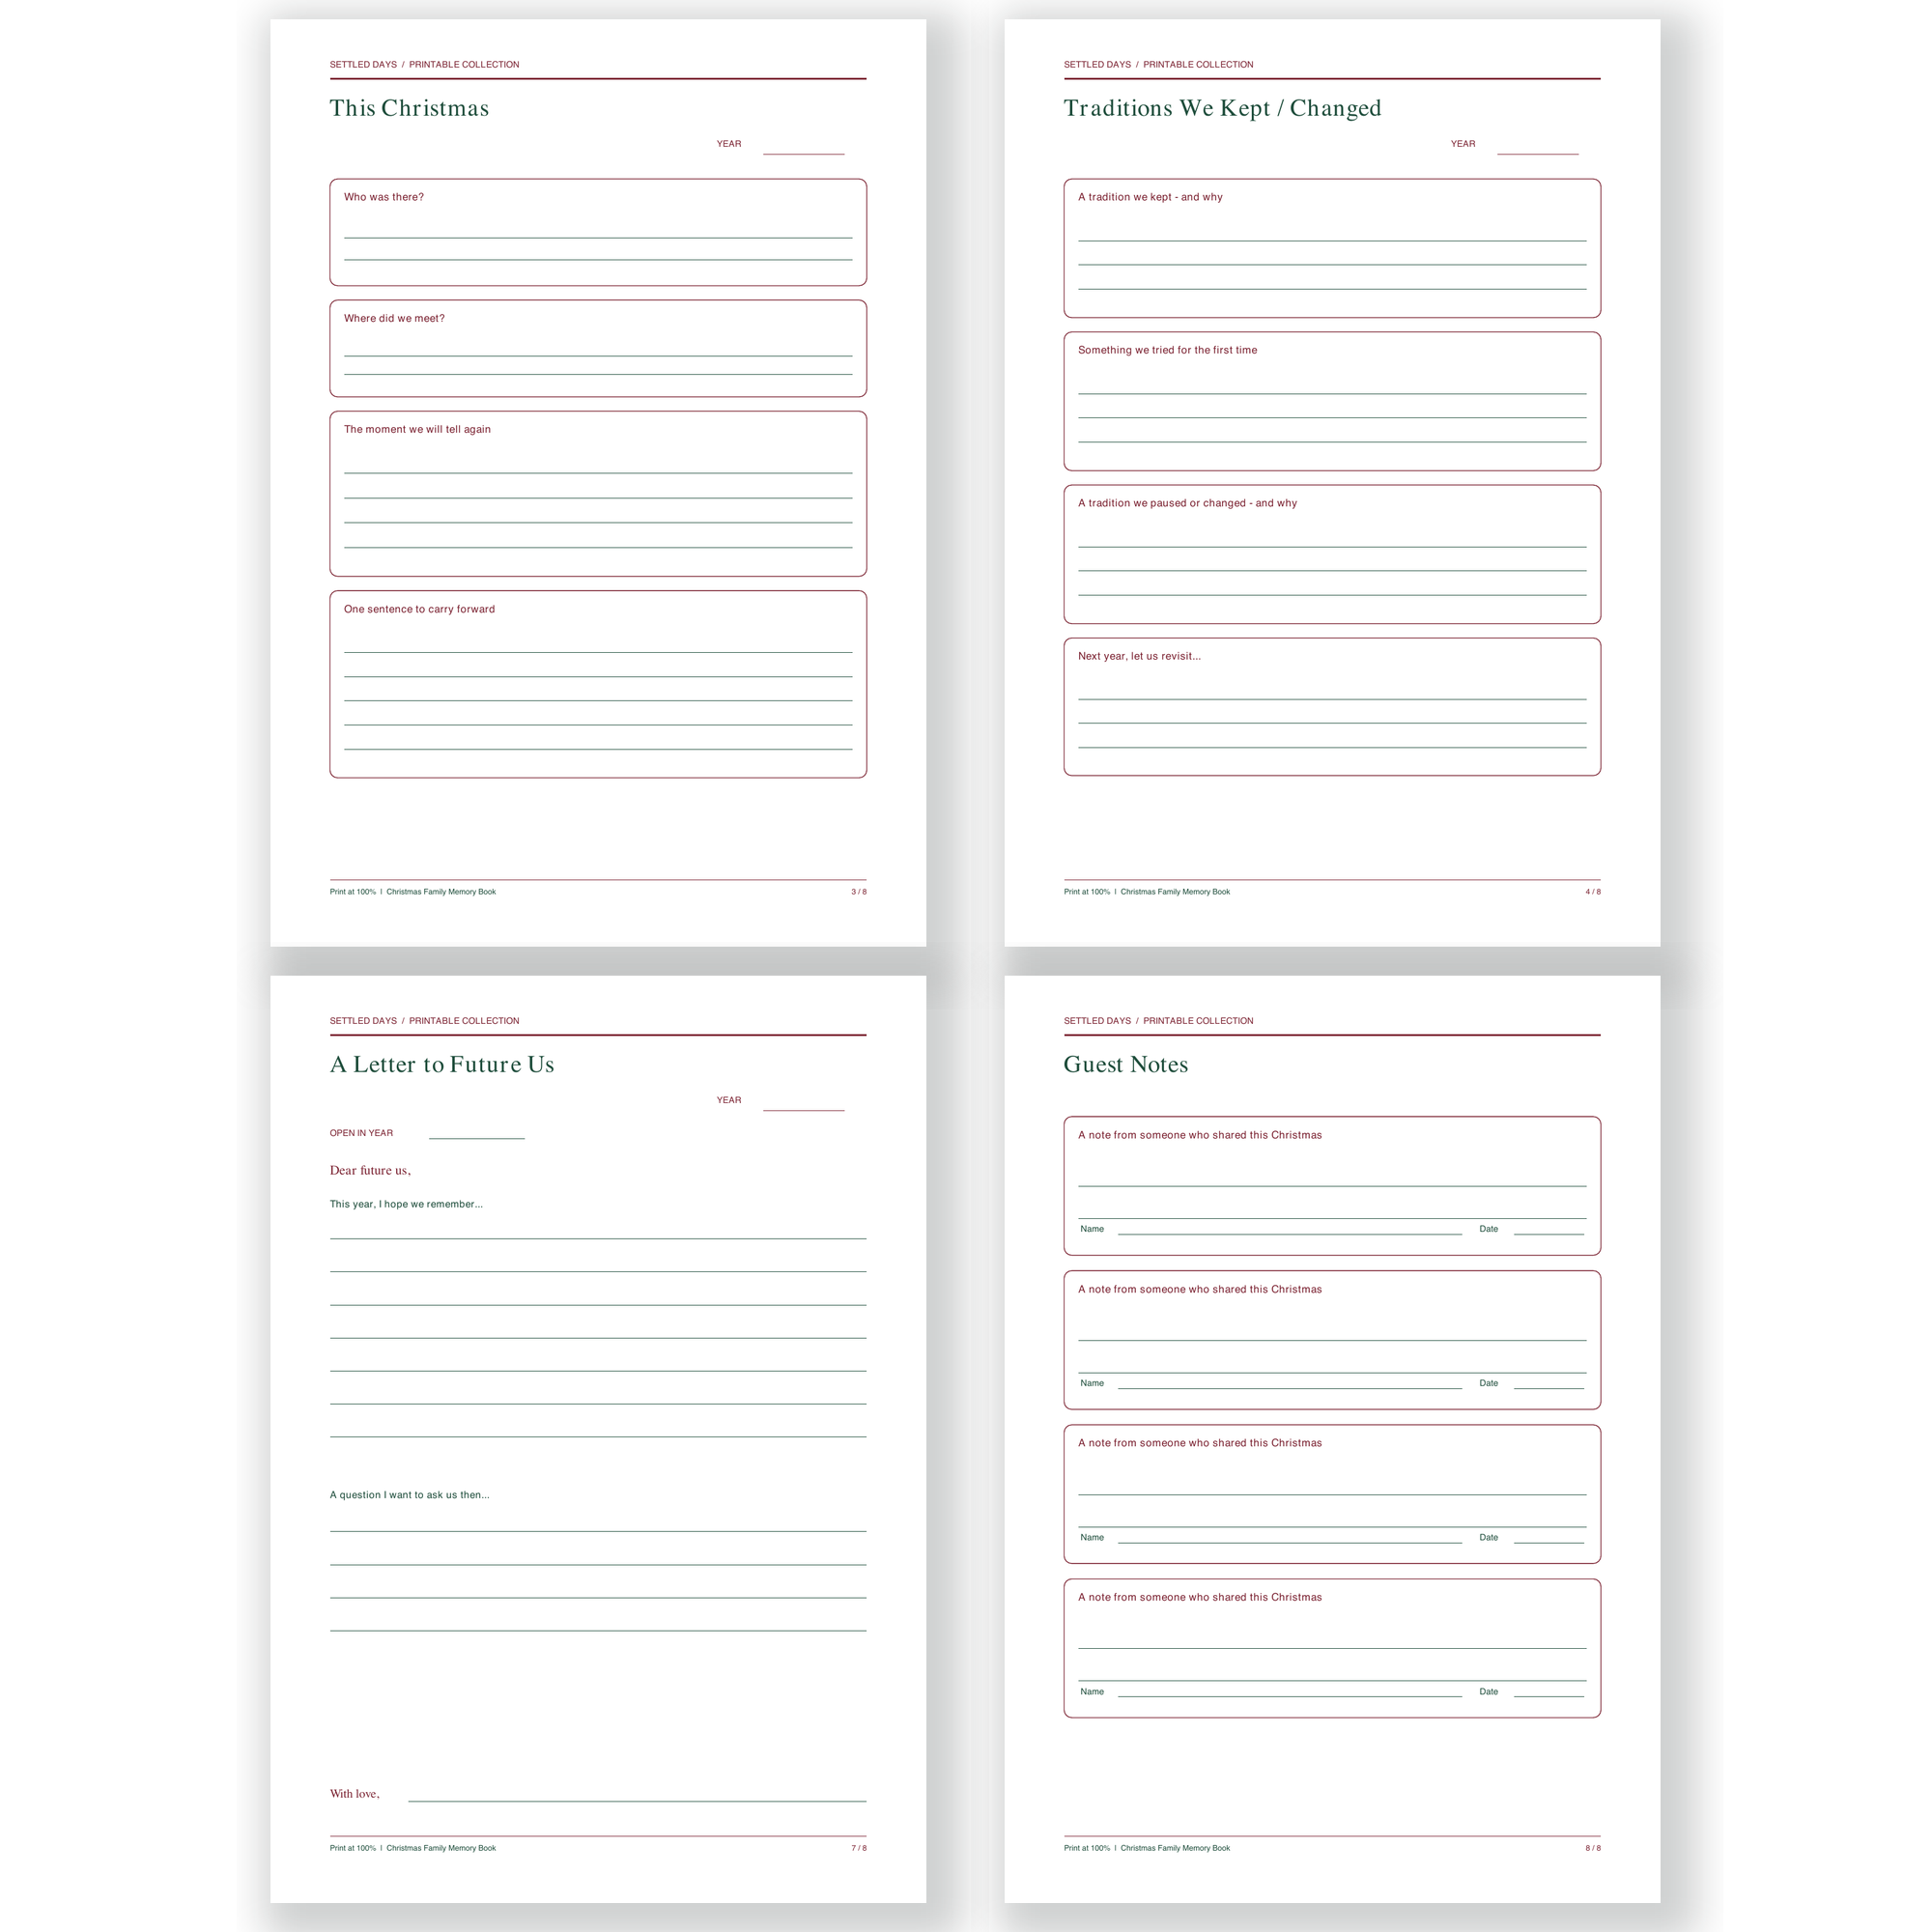 SETTLED DAYS / PRINTABLE COLLECTION
This Christmas
YEAR
Who was there?
Where did we meet?
The moment we will tell again
One sentence to carry forward
Print at 100% | Christmas Family Memory Book
3 / 8
SETTLED DAYS / PRINTABLE COLLECTION
Traditions We Kept / Changed
YEAR
A tradition we kept - and why
Something we tried for the first time
A tradition we paused or changed - and why
Next year, let us revisit...
Print at 100% | Christmas Family Memory Book
4 / 8
SETTLED DAYS / PRINTABLE COLLECTION
A Letter to Future Us
YEAR
OPEN IN YEAR
Dear future us,
This year, I hope we remember...
A question I want to ask us then...
With love,
Print at 100% | Christmas Family Memory Book
7 / 8
SETTLED DAYS / PRINTABLE COLLECTION
Guest Notes
A note from someone who shared this Christmas
Name Date
A note from someone who shared this Christmas
Name Date
A note from someone who shared this Christmas
Name Date
A note from someone who shared this Christmas
Name Date
Print at 100% | Christmas Family Memory Book
8 / 8